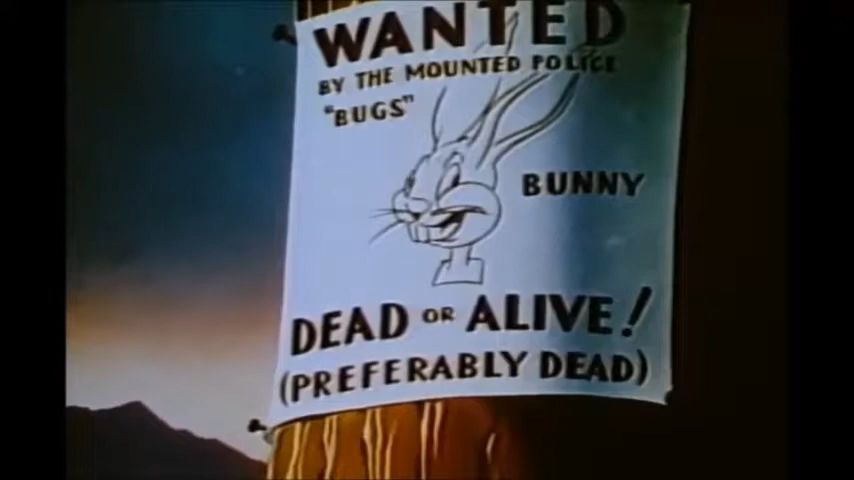 WANTED
BY THE MOUNTED POLICE
"BUGS"
BUNNY
DEAD OR ALIVE!
(PREFERABLY DEAD)